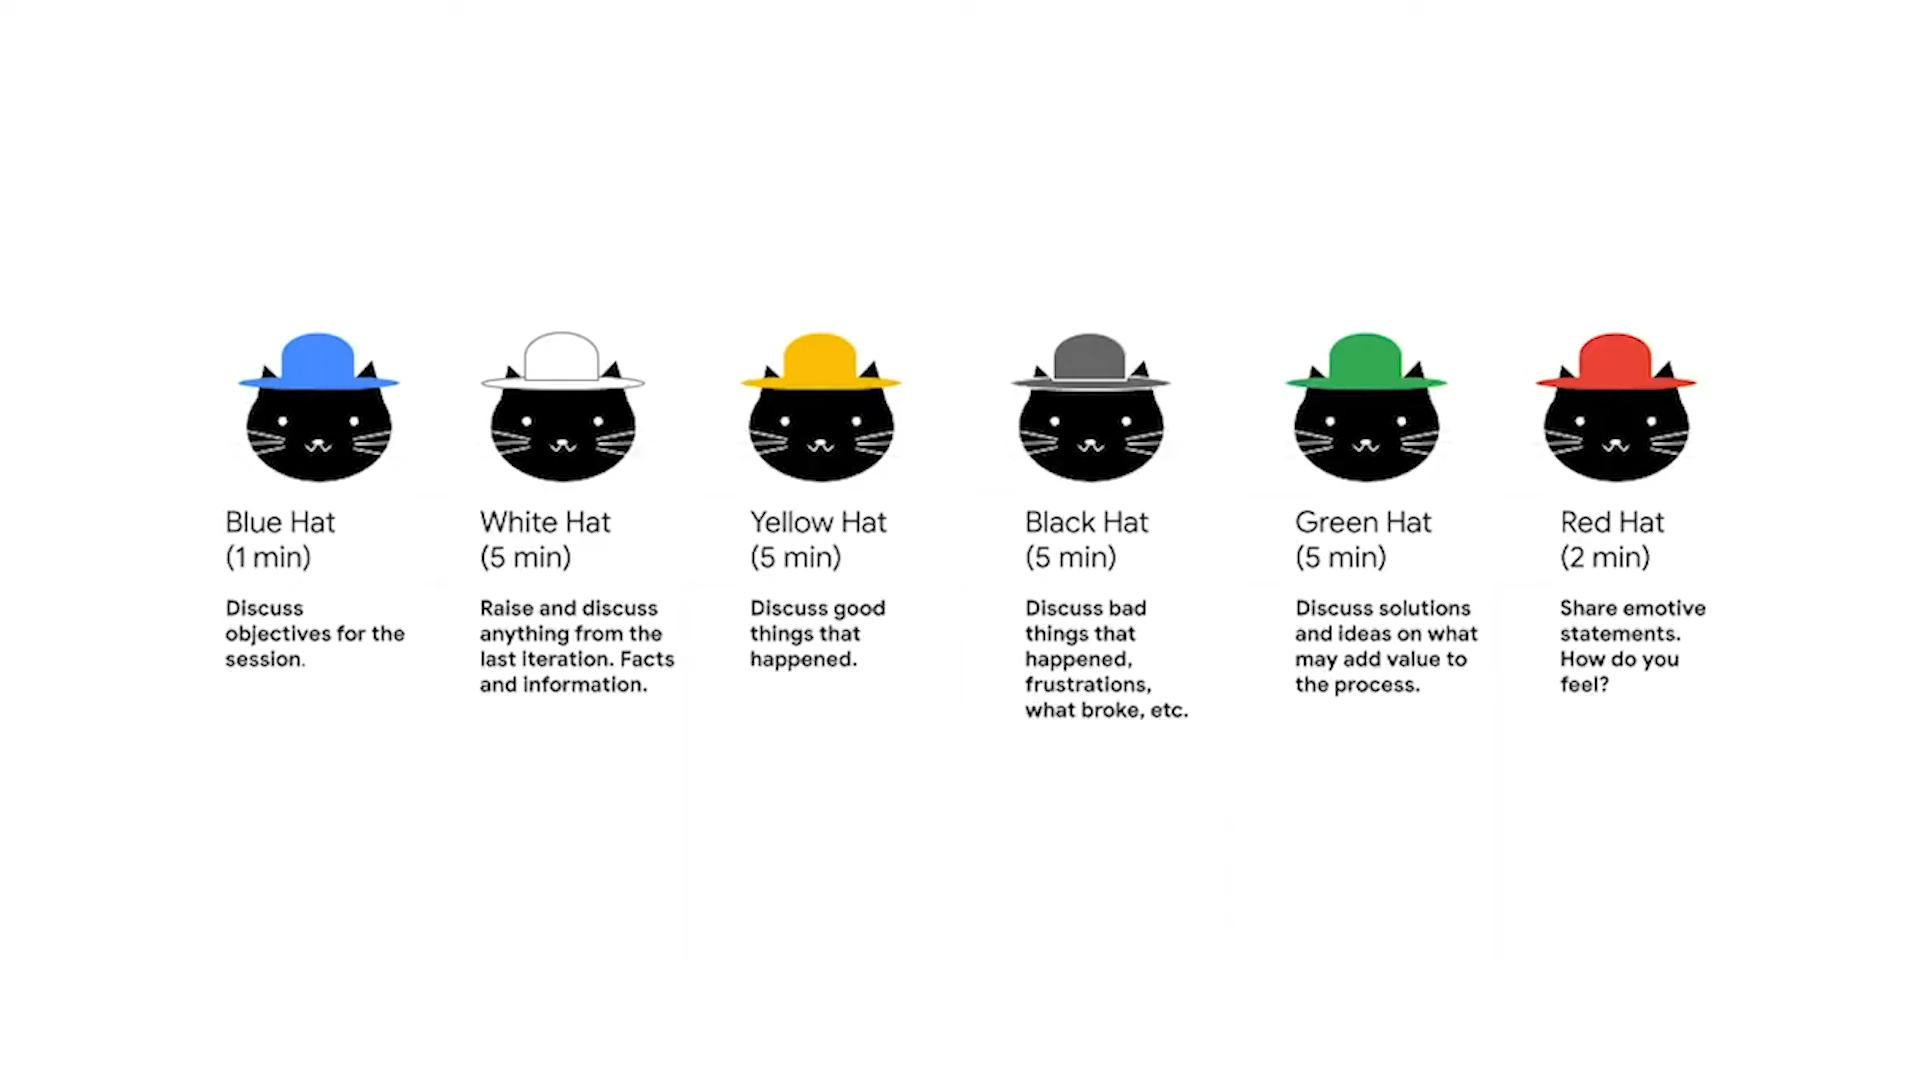 Blue Hat
(1 min)
Discuss
objectives for the
session.
White Hat
(5 min)
Raise and discuss
anything from the
last iteration. Facts
and information.
Yellow Hat
(5 min)
Discuss good
things that
happened.
Black Hat
(5 min)
Discuss bad
things that
happened,
frustrations,
what broke, etc.
Green Hat
(5 min)
Discuss solutions
and ideas on what
may add value to
the process.
Red Hat
(2 min)
Share emotive
statements.
How do you
feel?